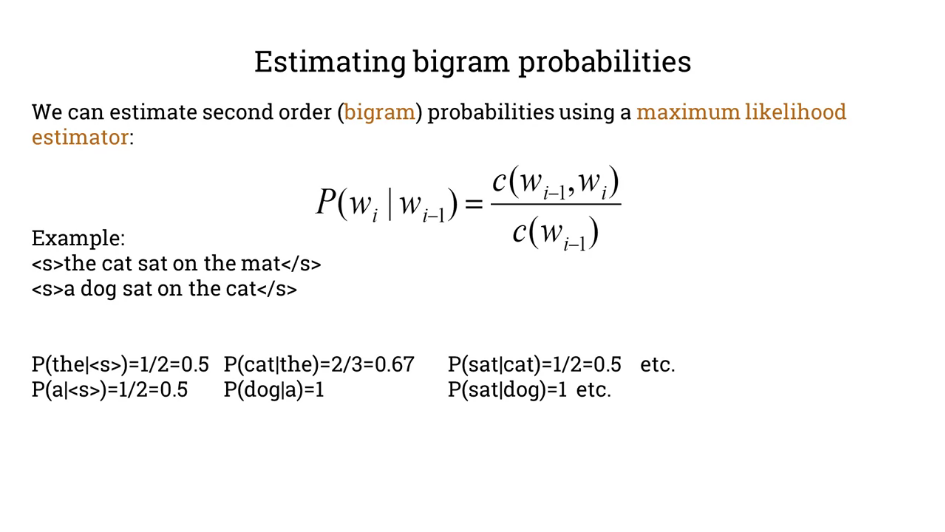 Estimating bigram probabilities
We can estimate second order (bigram) probabilities using a maximum likelihood
estimator:
P(w_i | w_{i–1}) = c(w_{i–1}, w_i) / c(w_{i–1})
Example:
<s>the cat sat on the mat</s>
<s>a dog sat on the cat</s>
P(the|<s>)=1/2=0.5 P(cat|the)=2/3=0.67 P(sat|cat)=1/2=0.5 etc.
P(a|<s>)=1/2=0.5 P(dog|a)=1 P(sat|dog)=1 etc.